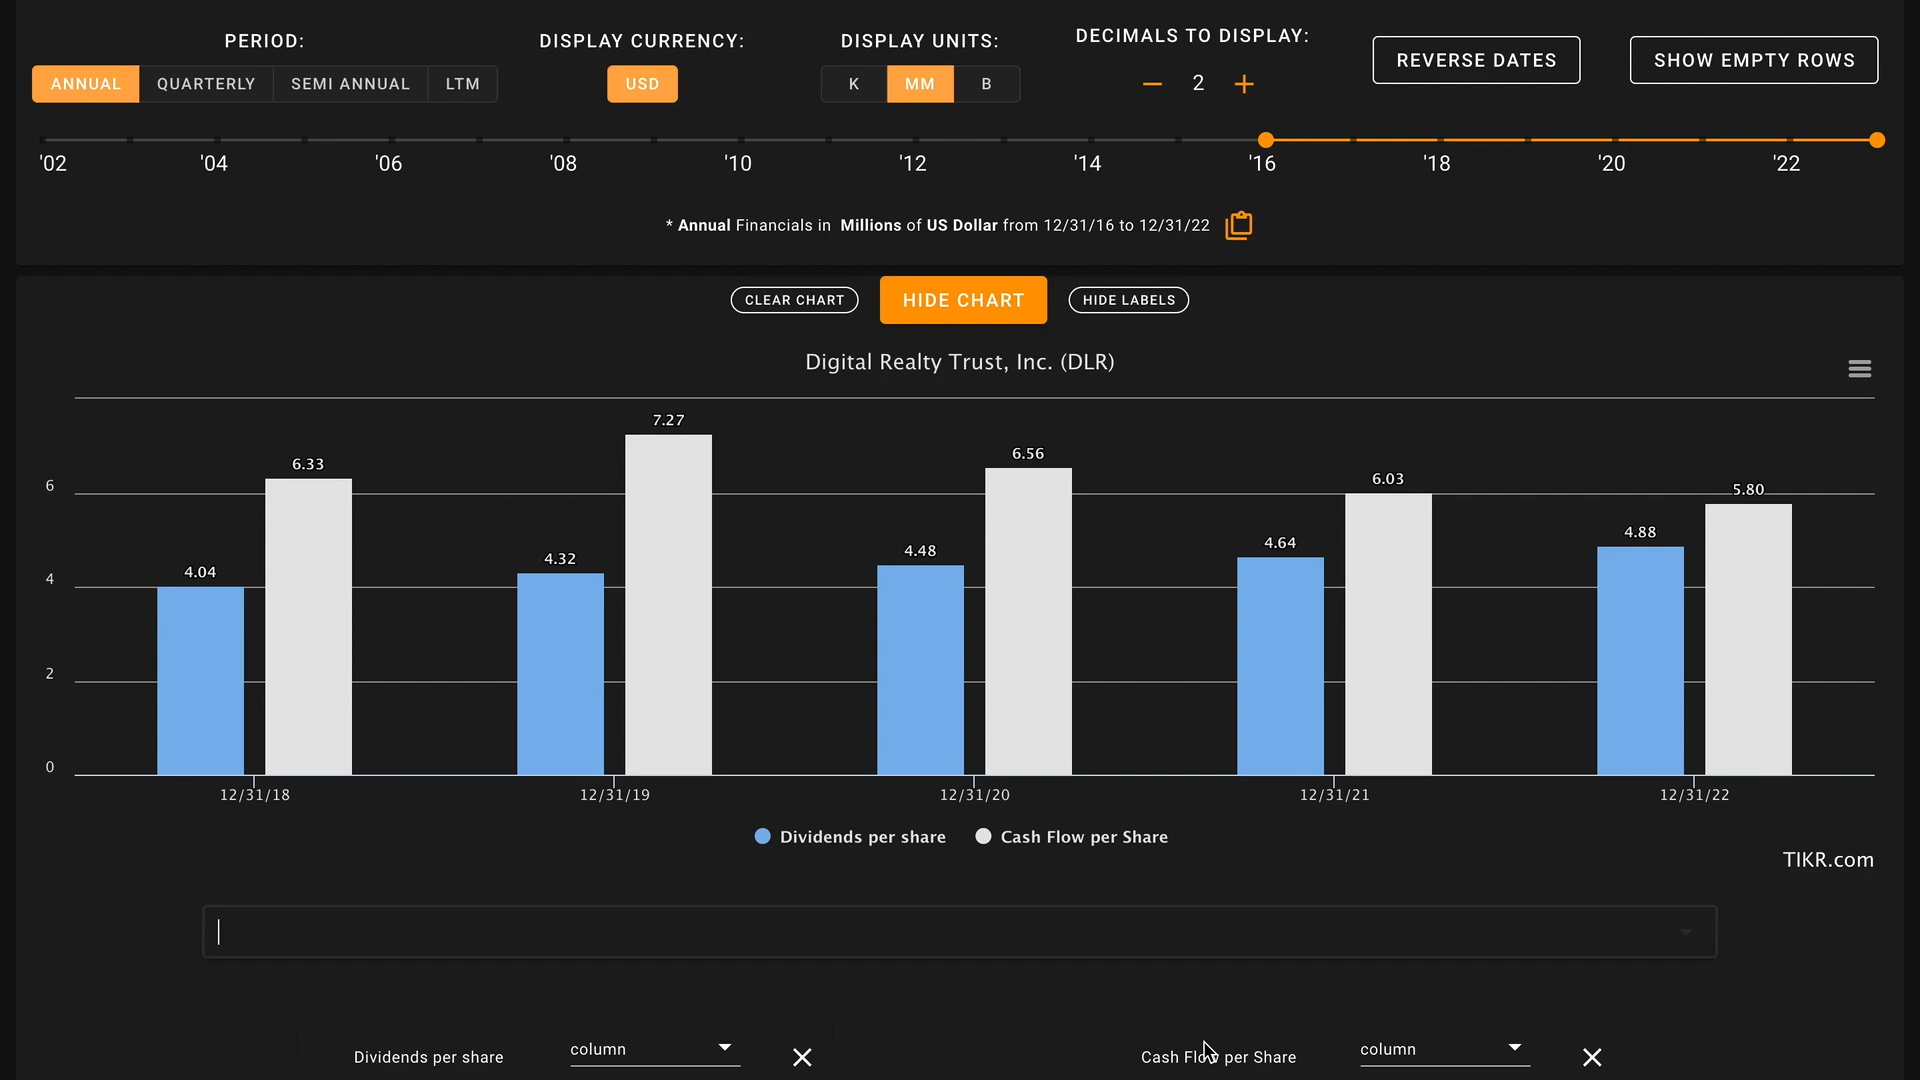 PERIOD:
DISPLAY CURRENCY:
DISPLAY UNITS:
DECIMALS TO DISPLAY:
ANNUAL QUARTERLY SEMI ANNUAL LTM
USD
K MM B
2
REVERSE DATES
SHOW EMPTY ROWS
'02 '04 '06 '08 '10 '12 '14 '16 '18 '20 '22
* Annual Financials in Millions of US Dollar from 12/31/16 to 12/31/22
CLEAR CHART
HIDE CHART
HIDE LABELS
Digital Realty Trust, Inc. (DLR)
6
4
2
0
4.04 6.33
4.32 7.27
4.48 6.56
4.64 6.03
4.88 5.80
12/31/18 12/31/19 12/31/20 12/31/21 12/31/22
Dividends per share Cash Flow per Share
TIKR.com
Dividends per share column
Cash Flow per Share column